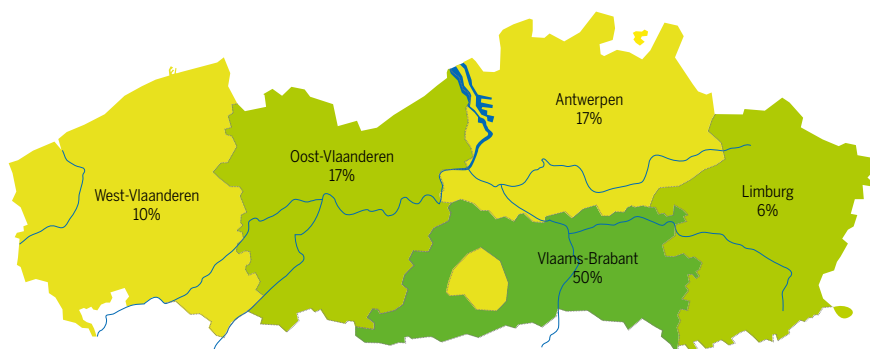 West-Vlaanderen
10%
Oost-Vlaanderen
17%
Antwerpen
17%
Vlaams-Brabant
50%
Limburg
6%